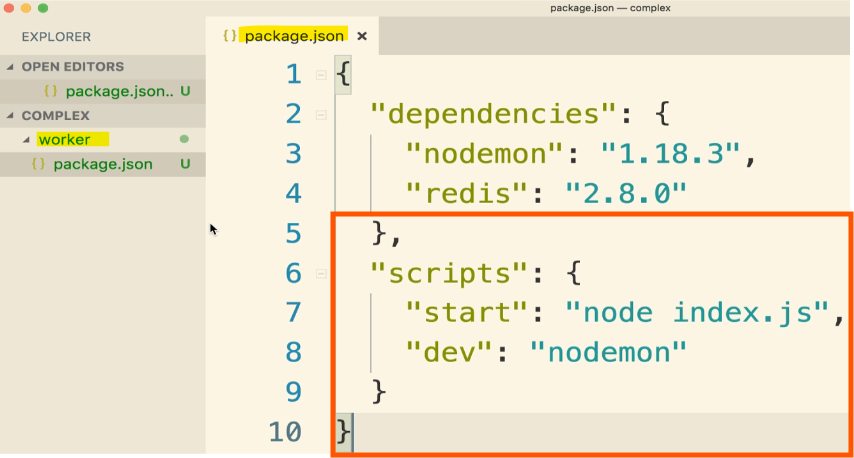 package.json — complex
EXPLORER
{} package.json ×
OPEN EDITORS
{} package.json.. U
COMPLEX
worker
{} package.json U
1 {
2 "dependencies": {
3 "nodemon": "1.18.3",
4 "redis": "2.8.0"
5 },
6 "scripts": {
7 "start": "node index.js",
8 "dev": "nodemon"
9 }
10 }